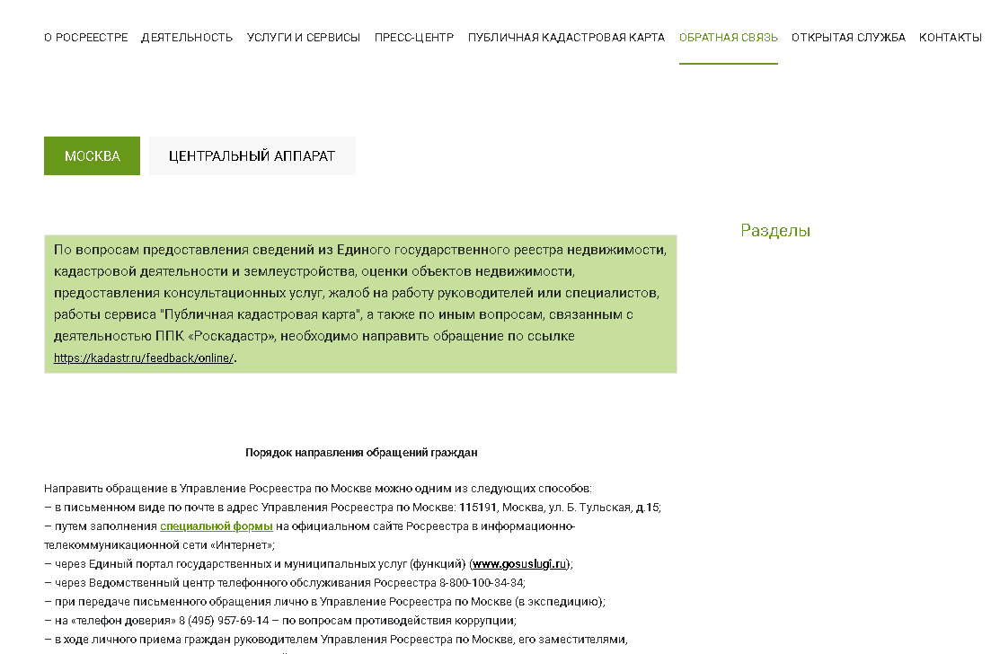 О РОСРЕЕСТРЕ ДЕЯТЕЛЬНОСТЬ УСЛУГИ И СЕРВИСЫ ПРЕСС-ЦЕНТР ПУБЛИЧНАЯ КАДАСТРОВАЯ КАРТА ОБРАТНАЯ СВЯЗЬ ОТКРЫТАЯ СЛУЖБА КОНТАКТЫ
МОСКВА ЦЕНТРАЛЬНЫЙ АППАРАТ
Разделы
По вопросам предоставления сведений из Единого государственного реестра недвижимости,
кадастровой деятельности и землеустройства, оценки объектов недвижимости,
предоставления консультационных услуг, жалоб на работу руководителей или специалистов,
работы сервиса "Публичная кадастровая карта", а также по иным вопросам, связанным с
деятельностью ППК «Роскадастр», необходимо направить обращение по ссылке
https://kadastr.ru/feedback/online/.
Порядок направления обращений граждан
Направить обращение в Управление Росреестра по Москве можно одним из следующих способов:
– в письменном виде по почте в адрес Управления Росреестра по Москве: 115191, Москва, ул. Б. Тульская, д.15;
– путем заполнения специальной формы на официальном сайте Росреестра в информационно-
телекоммуникационной сети «Интернет»;
– через Единый портал государственных и муниципальных услуг (функций) (www.gosuslugi.ru);
– через Ведомственный центр телефонного обслуживания Росреестра 8-800-100-34-34;
– при передаче письменного обращения лично в Управление Росреестра по Москве (в экспедицию);
– на «телефон доверия» 8 (495) 957-69-14 – по вопросам противодействия коррупции;
– в ходе личного приема граждан руководителем Управления Росреестра по Москве, его заместителями,